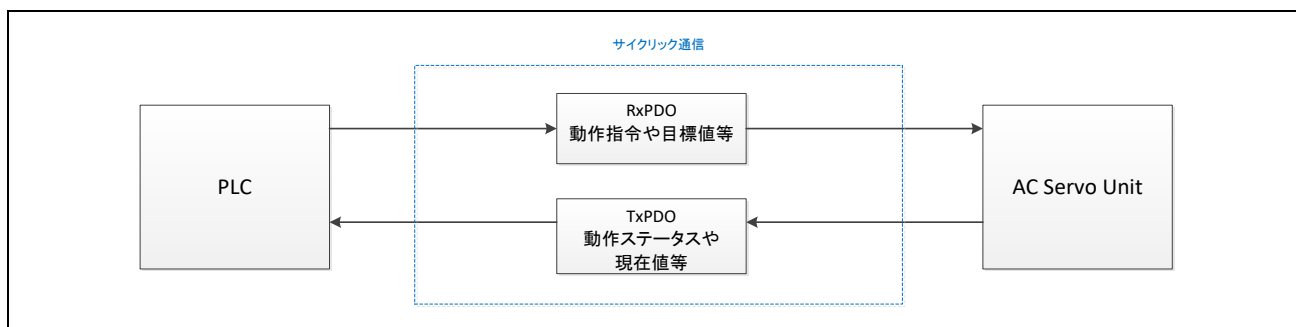 サイクリック通信
PLC
RxPDO
動作指令や目標値等
TxPDO
動作ステータスや
現在値等
AC Servo Unit